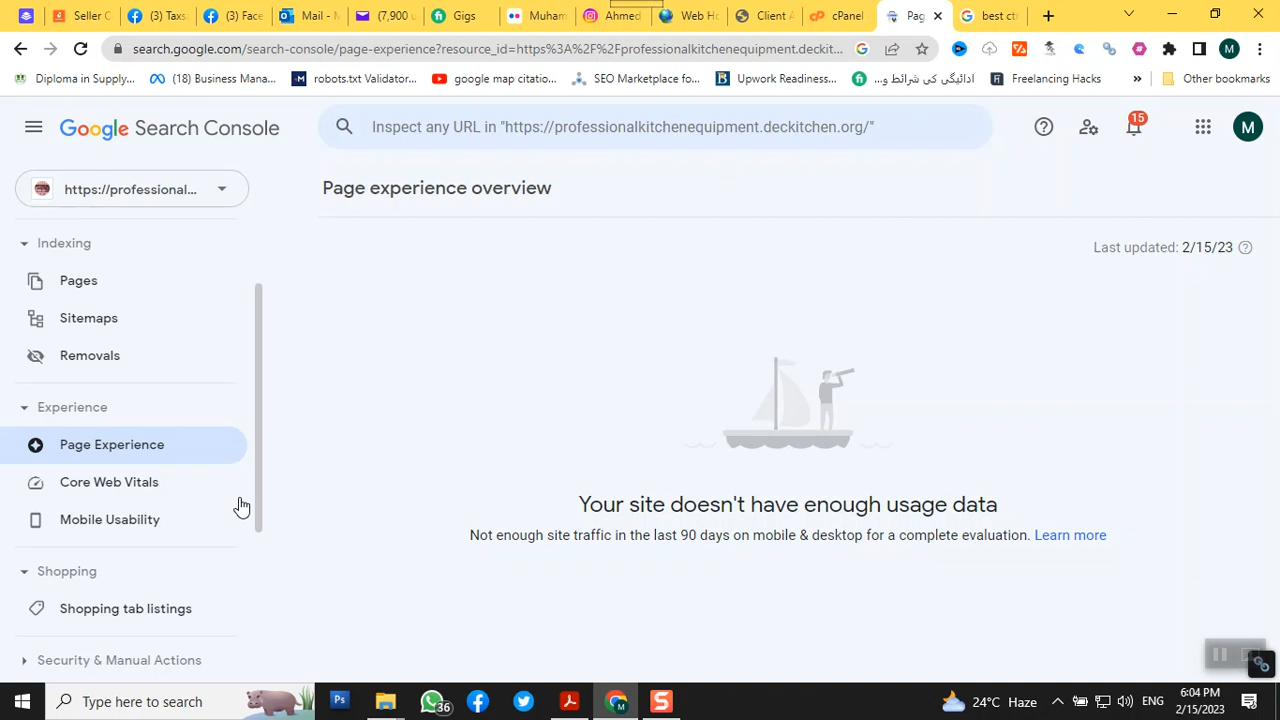 Seller C
(3) Taxs
(3) Face
Mail - M
(7,900 u
Gigs
Muham
Ahmed
Web Ho
Client A
cPanel
Pag
best ctr
search.google.com/search-console/page-experience?resource_id=https%3A%2F%2Fprofessionalkitchenequipment.deckit...
Diploma in Supply...
(18) Business Mana...
robots.txt Validator...
google map citatio...
SEO Marketplace fo...
Upwork Readiness...
ادائیگی کی شرائط و...
Freelancing Hacks
Other bookmarks
Google Search Console
Inspect any URL in "https://professionalkitchenequipment.deckitchen.org/"
15
M
https://professional...
Page experience overview
Indexing
Last updated: 2/15/23
Pages
Sitemaps
Removals
Experience
Page Experience
Core Web Vitals
Your site doesn't have enough usage data
Mobile Usability
Not enough site traffic in the last 90 days on mobile & desktop for a complete evaluation. Learn more
Shopping
Shopping tab listings
Security & Manual Actions
Type here to search
36
24°C Haze
ENG
6:04 PM
2/15/2023